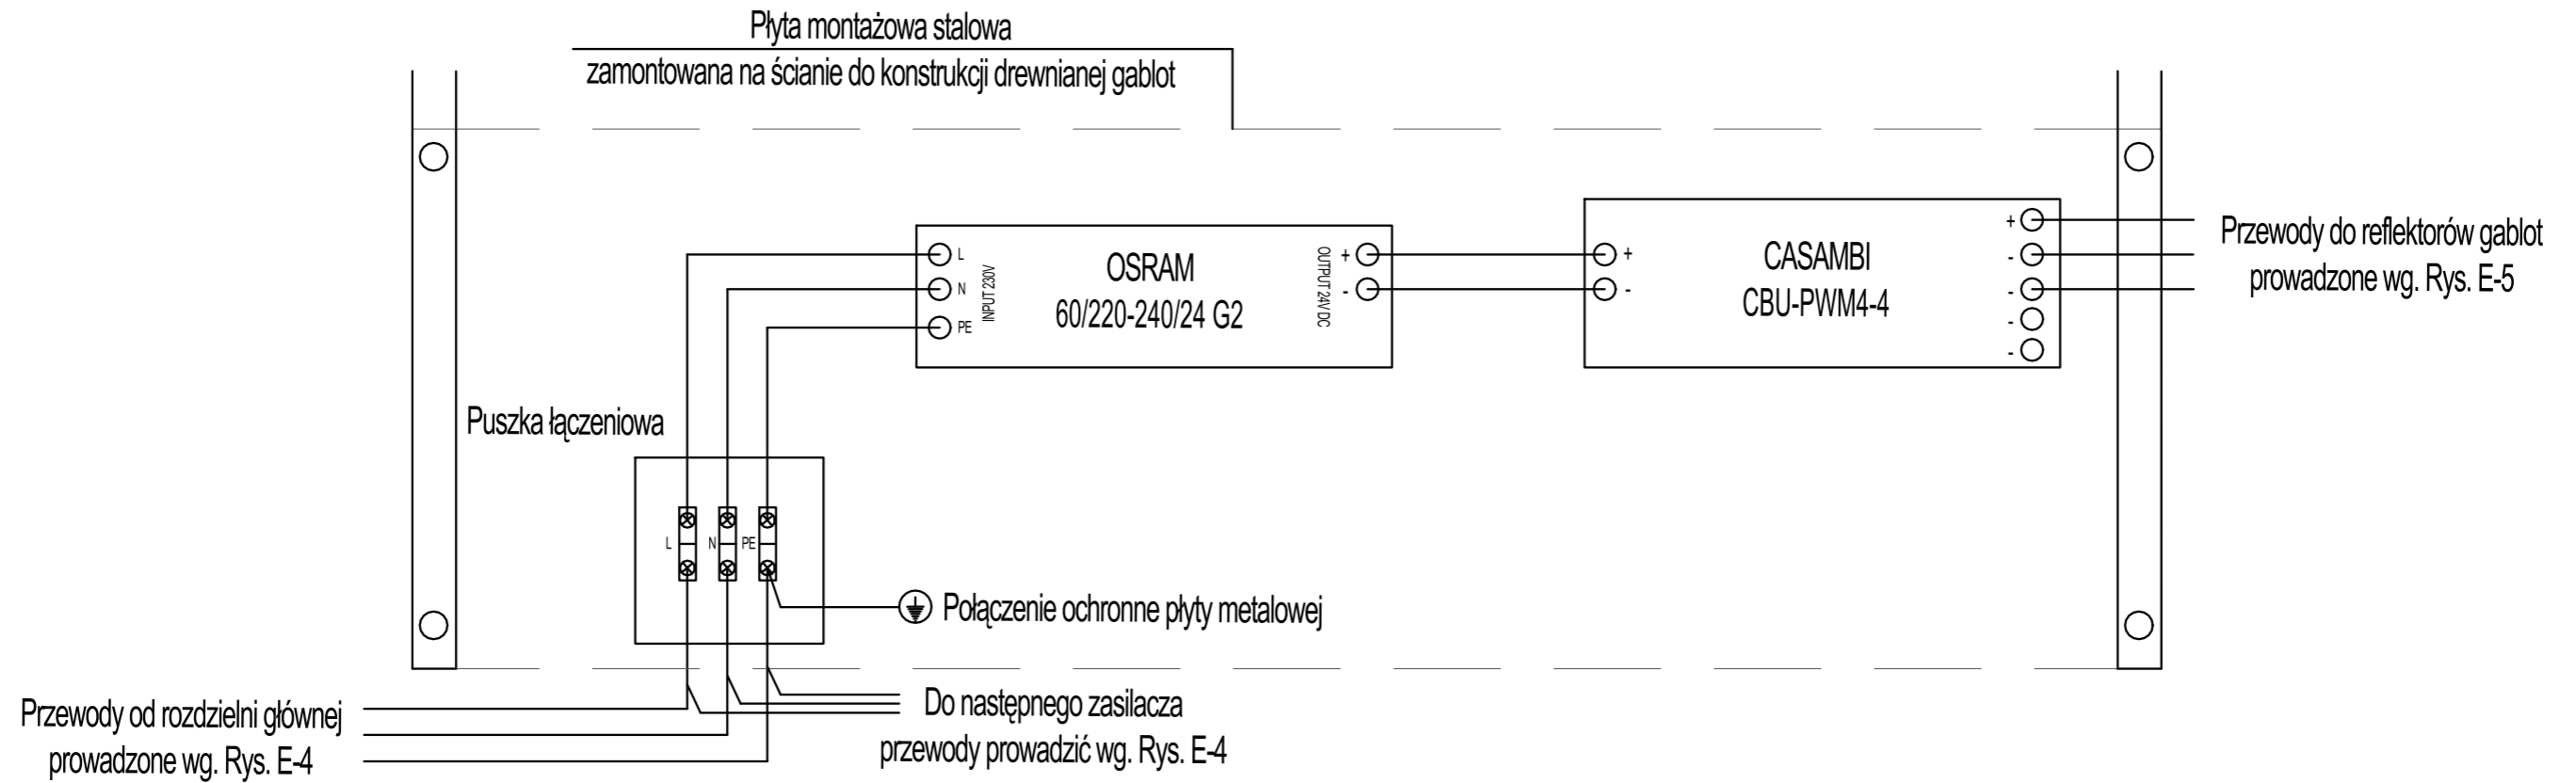 Płyta montażowa stalowa
zamontowana na ścianie do konstrukcji drewnianej gablot
L
N
PE
INPUT 230V
OSRAM
60/220-240/24 G2
OUTPUT 24V DC
+
-
+
-
CASAMBI
CBU-PWM4-4
+
-
-
-
-
Przewody do reflektorów gablot
prowadzone wg. Rys. E-5
Puszka łączeniowa
L N PE
Połączenie ochronne płyty metalowej
Przewody od rozdzielni głównej
prowadzone wg. Rys. E-4
Do następnego zasilacza
przewody prowadzić wg. Rys. E-4